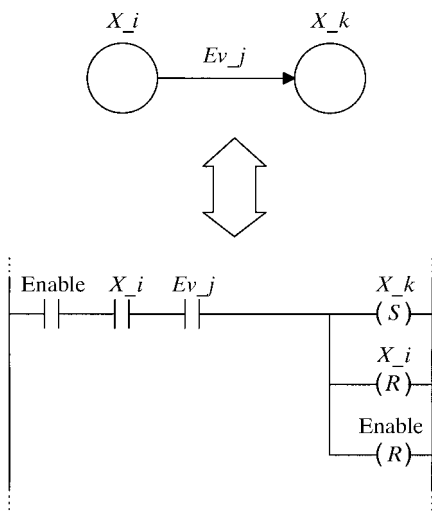 X_i X_k
Ev_j
Enable X_i Ev_j X_k
(S)
X_i
(R)
Enable
(R)